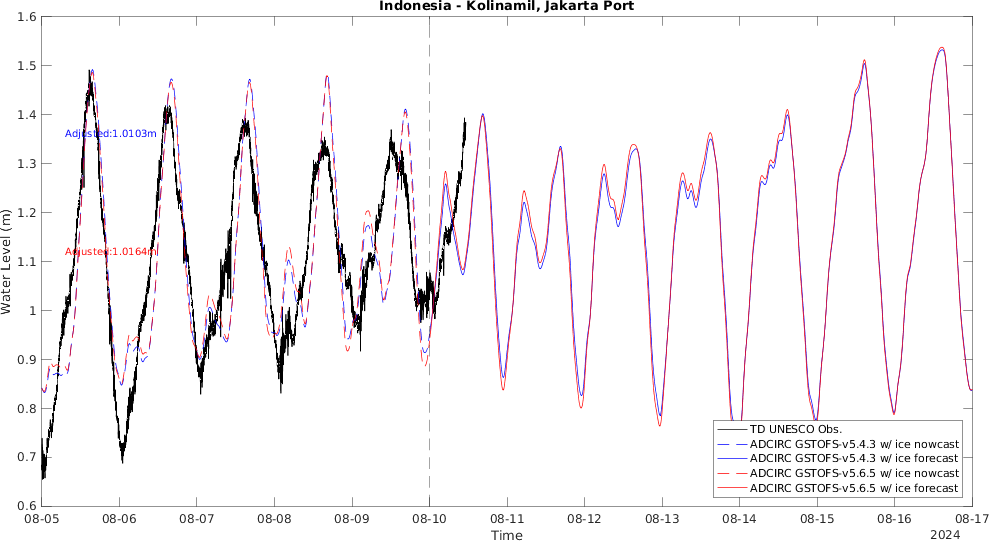 Indonesia - Kolinamil, Jakarta Port
1.6
1.5
1.4
1.3
1.2
1.1
1
0.9
0.8
0.7
0.6
Water Level (m)
Adjusted:1.0103m
Adjusted:1.0164m
TD UNESCO Obs.
ADCIRC GSTOFS-v5.4.3 w/ ice nowcast
ADCIRC GSTOFS-v5.4.3 w/ ice forecast
ADCIRC GSTOFS-v5.6.5 w/ ice nowcast
ADCIRC GSTOFS-v5.6.5 w/ ice forecast
08-05 08-06 08-07 08-08 08-09 08-10 08-11 08-12 08-13 08-14 08-15 08-16 08-17
Time
2024